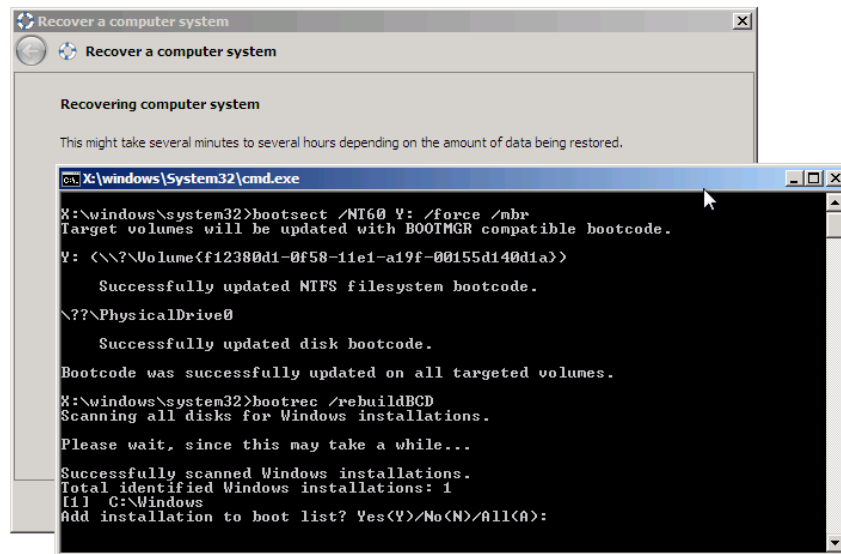 Recover a computer system
Recover a computer system
Recovering computer system
This might take several minutes to several hours depending on the amount of data being restored.
X:\windows\System32\cmd.exe
X:\windows\system32>bootsect /NT60 Y: /force /mbr
Target volumes will be updated with BOOTMGR compatible bootcode.
Y: (\\?\Volume{f12380d1-0f58-11e1-a19f-00155d140d1a})
Successfully updated NTFS filesystem bootcode.
\??\PhysicalDrive0
Successfully updated disk bootcode.
Bootcode was successfully updated on all targeted volumes.
X:\windows\system32>bootrec /rebuildBCD
Scanning all disks for Windows installations.
Please wait, since this may take a while...
Successfully scanned Windows installations.
Total identified Windows installations: 1
[1]  C:\Windows
Add installation to boot list? Yes(Y)/No(N)/All(A):